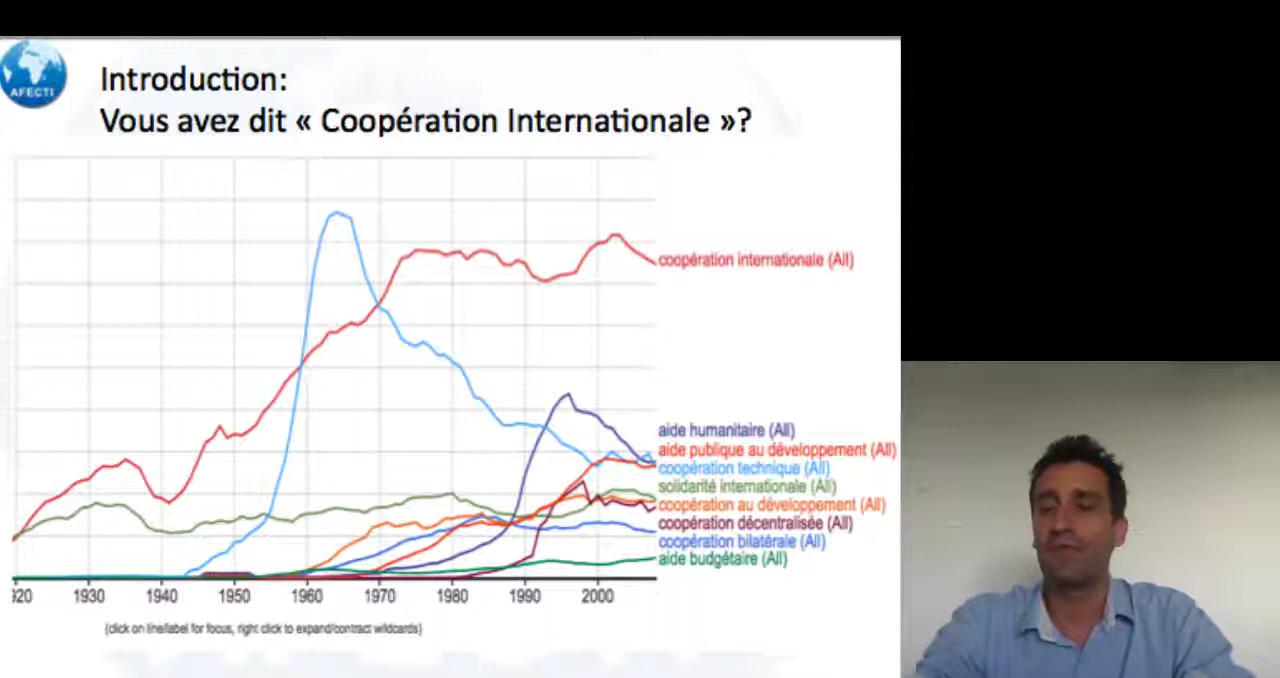 AFECTI
Introduction:
Vous avez dit « Coopération Internationale »?
coopération internationale (All)
aide humanitaire (All)
aide publique au développement (All)
coopération technique (All)
solidarité internationale (All)
coopération au développement (All)
coopération décentralisée (All)
coopération bilatérale (All)
aide budgétaire (All)
920 1930 1940 1950 1960 1970 1980 1990 2000
(click on line/label for focus, right click to expand/contract wildcards)